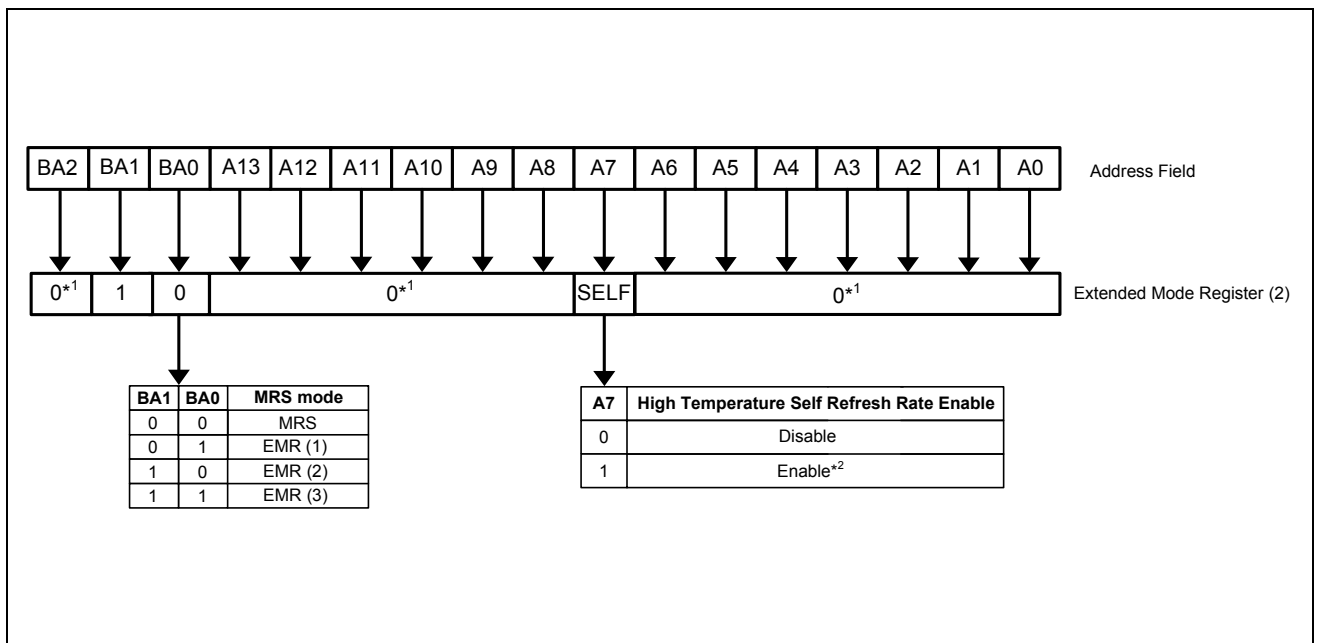 BA2 BA1 BA0 A13 A12 A11 A10 A9 A8 A7 A6 A5 A4 A3 A2 A1 A0 Address Field
0*1 1 0 0*1 SELF 0*1 Extended Mode Register (2)
BA1 BA0 MRS mode
0 0 MRS
0 1 EMR (1)
1 0 EMR (2)
1 1 EMR (3)
A7 High Temperature Self Refresh Rate Enable
0 Disable
1 Enable*2